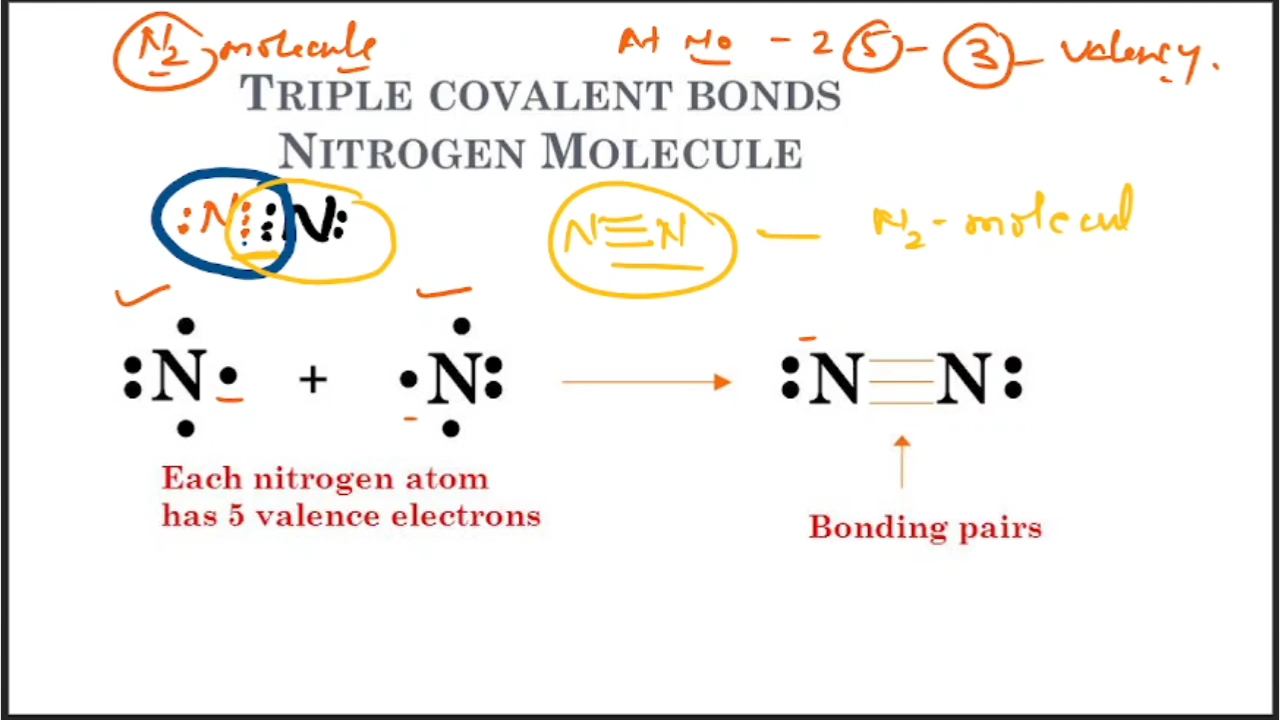 N2 molecule At No - 2 5 - 3 - valency.
TRIPLE COVALENT BONDS
NITROGEN MOLECULE
:N⋮⋮N: N≡N — N2 - molecul
:N· + ·N: → :N≡N:
Each nitrogen atom
has 5 valence electrons
Bonding pairs